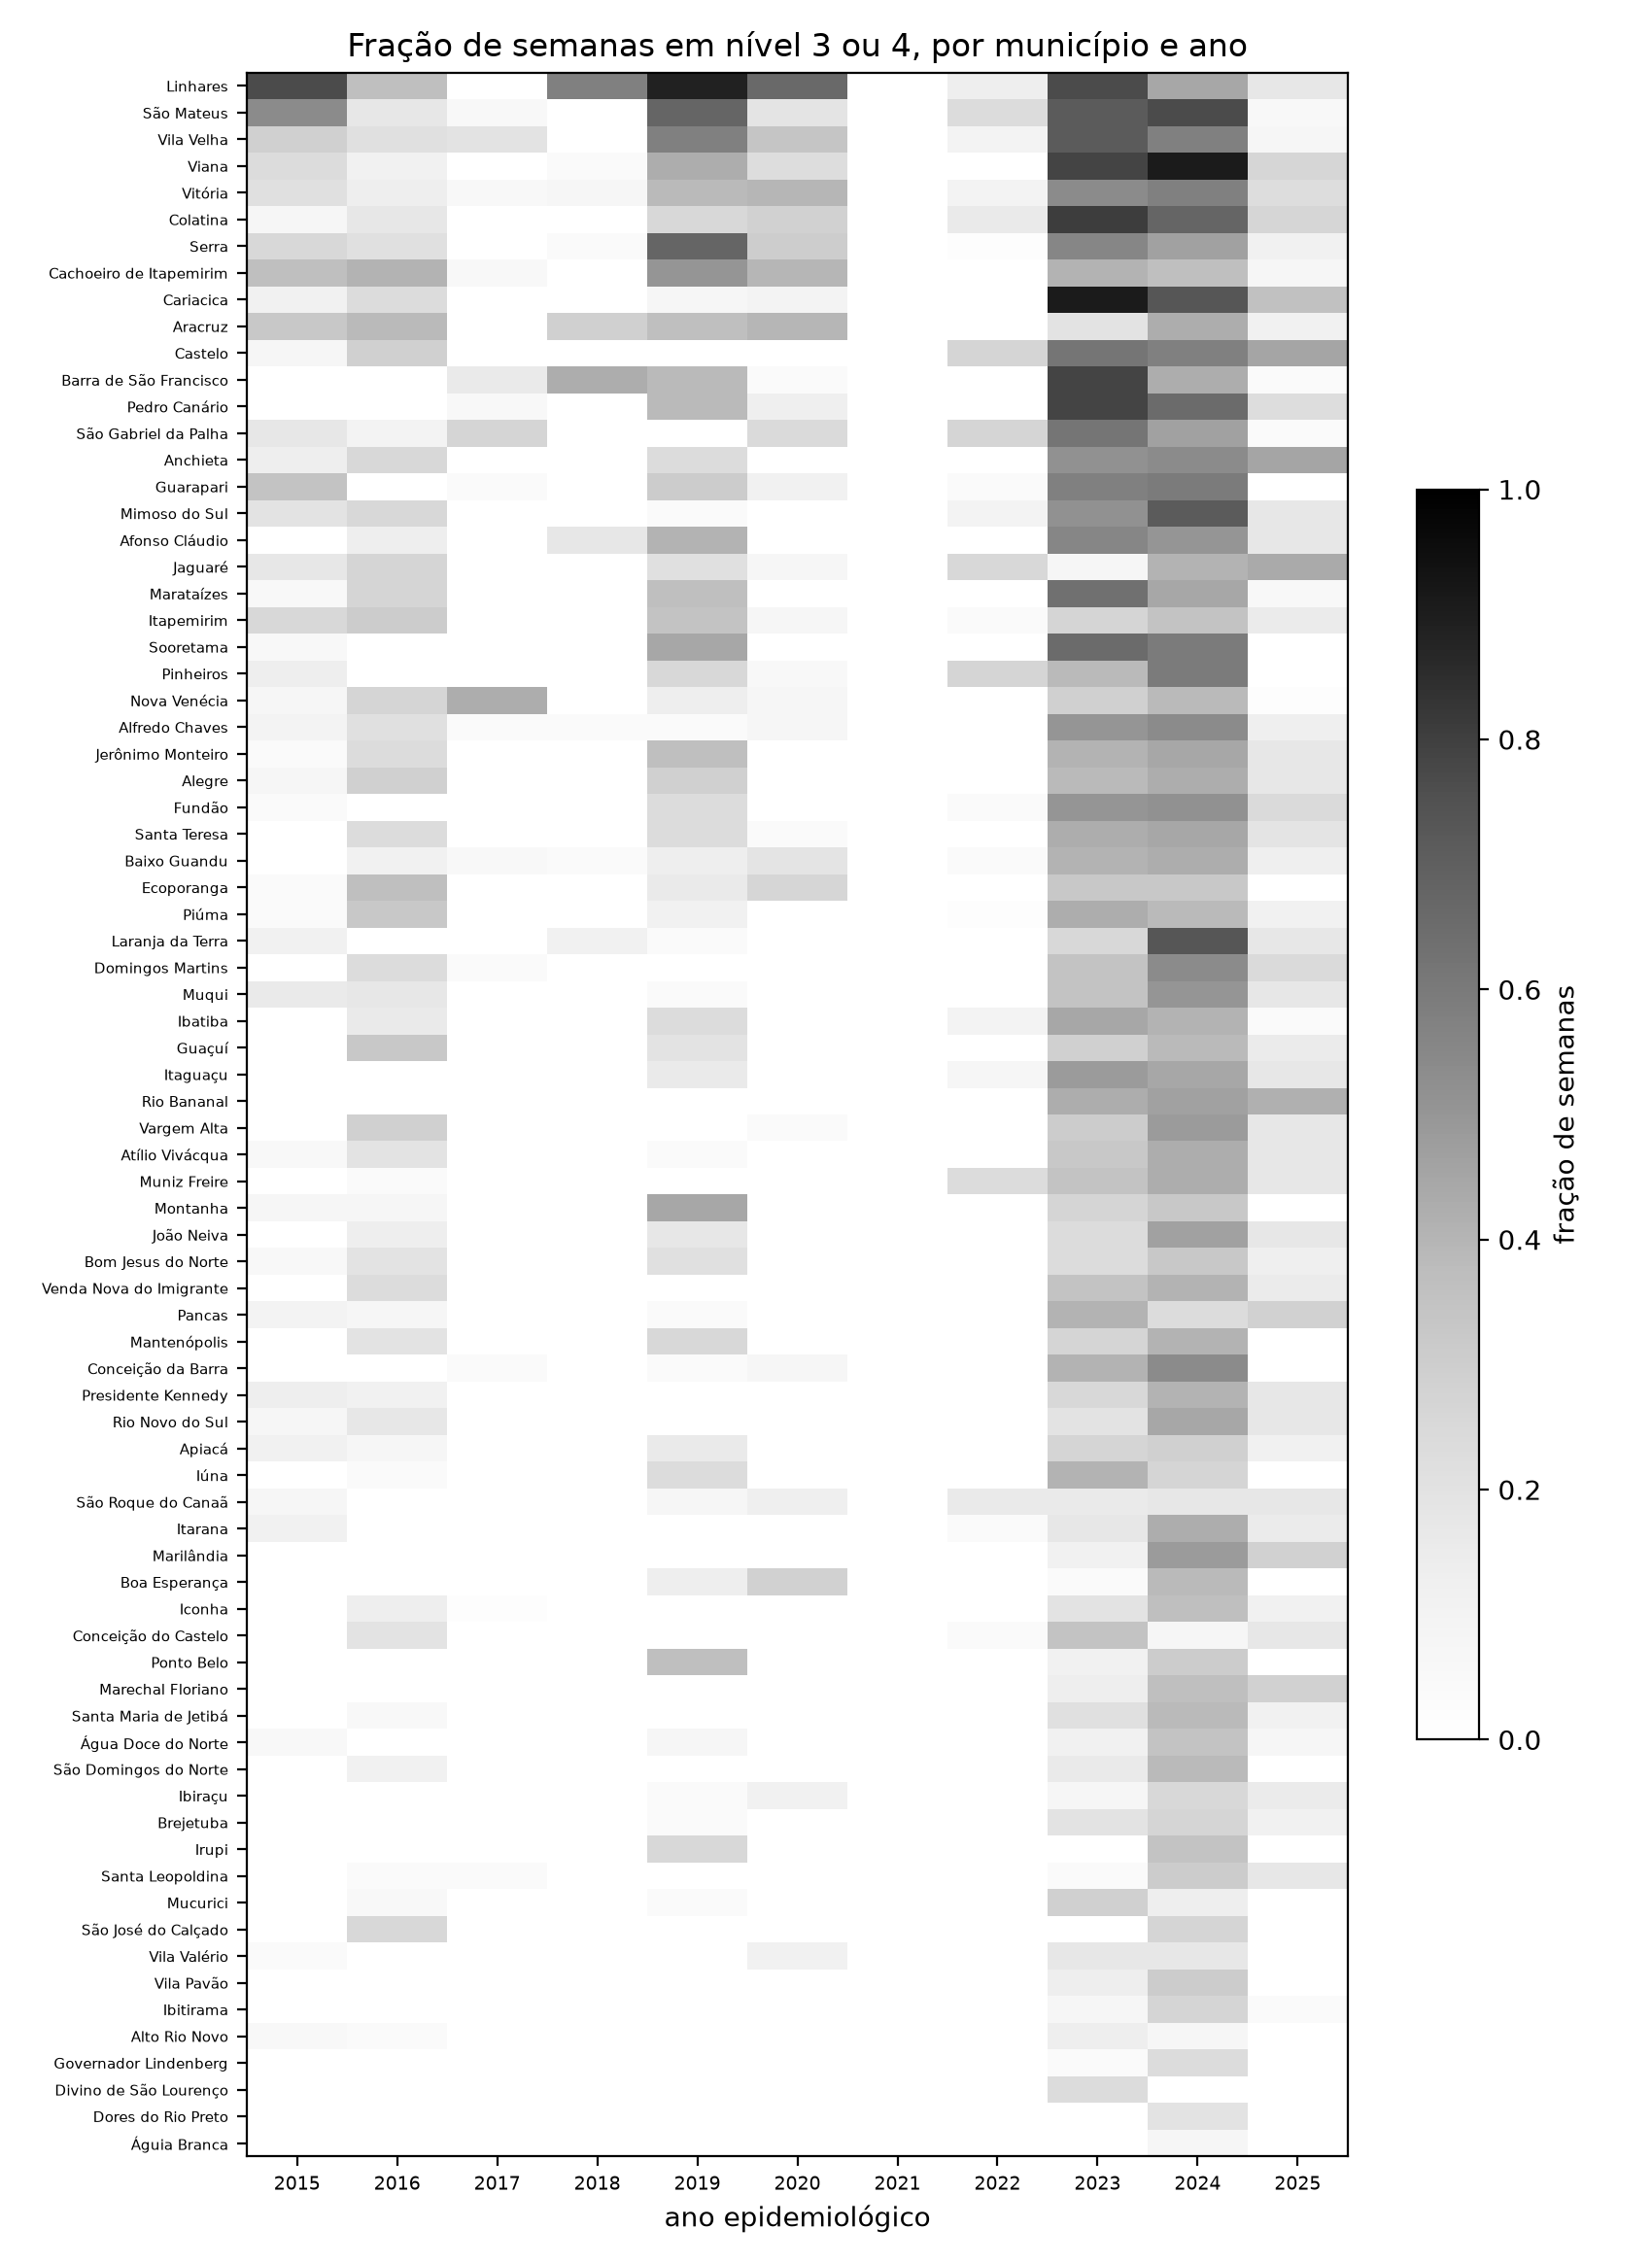 Fração de semanas em nível 3 ou 4, por município e ano
Linhares
São Mateus
Vila Velha
Viana
Vitória
Colatina
Serra
Cachoeiro de Itapemirim
Cariacica
Aracruz
Castelo
Barra de São Francisco
Pedro Canário
São Gabriel da Palha
Anchieta
Guarapari
Mimoso do Sul
Afonso Cláudio
Jaguaré
Marataízes
Itapemirim
Sooretama
Pinheiros
Nova Venécia
Alfredo Chaves
Jerônimo Monteiro
Alegre
Fundão
Santa Teresa
Baixo Guandu
Ecoporanga
Piúma
Laranja da Terra
Domingos Martins
Muqui
Ibatiba
Guaçuí
Itaguaçu
Rio Bananal
Vargem Alta
Atílio Vivácqua
Muniz Freire
Montanha
João Neiva
Bom Jesus do Norte
Venda Nova do Imigrante
Pancas
Mantenópolis
Conceição da Barra
Presidente Kennedy
Rio Novo do Sul
Apiacá
Iúna
São Roque do Canaã
Itarana
Marilândia
Boa Esperança
Iconha
Conceição do Castelo
Ponto Belo
Marechal Floriano
Santa Maria de Jetibá
Água Doce do Norte
São Domingos do Norte
Ibiraçu
Brejetuba
Irupi
Santa Leopoldina
Mucurici
São José do Calçado
Vila Valério
Vila Pavão
Ibitirama
Alto Rio Novo
Governador Lindenberg
Divino de São Lourenço
Dores do Rio Preto
Águia Branca
2015 2016 2017 2018 2019 2020 2021 2022 2023 2024 2025
ano epidemiológico
1.0
0.8
0.6
0.4
0.2
0.0
fração de semanas